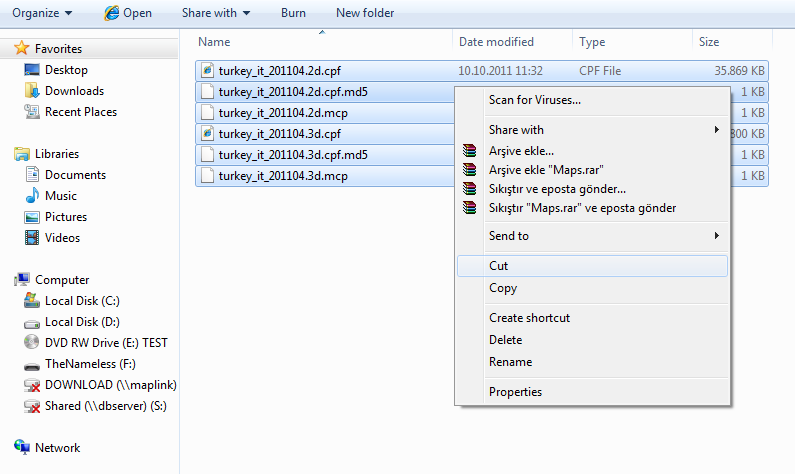 Organize Open Share with Burn New folder
Favorites
Desktop
Downloads
Recent Places
Libraries
Documents
Music
Pictures
Videos
Computer
Local Disk (C:)
Local Disk (D:)
DVD RW Drive (E:) TEST
TheNameless (F:)
DOWNLOAD (\\maplink)
Shared (\\dbserver) (S:)
Network
Name Date modified Type Size
turkey_it_201104.2d.cpf 10.10.2011 11:32 CPF File 35.869 KB
turkey_it_201104.2d.cpf.md5 1 KB
turkey_it_201104.2d.mcp 1 KB
turkey_it_201104.3d.cpf 800 KB
turkey_it_201104.3d.cpf.md5 1 KB
turkey_it_201104.3d.mcp 1 KB
Scan for Viruses...
Share with
Arşive ekle...
Arşive ekle "Maps.rar"
Sıkıştır ve eposta gönder...
Sıkıştır "Maps.rar" ve eposta gönder
Send to
Cut
Copy
Create shortcut
Delete
Rename
Properties